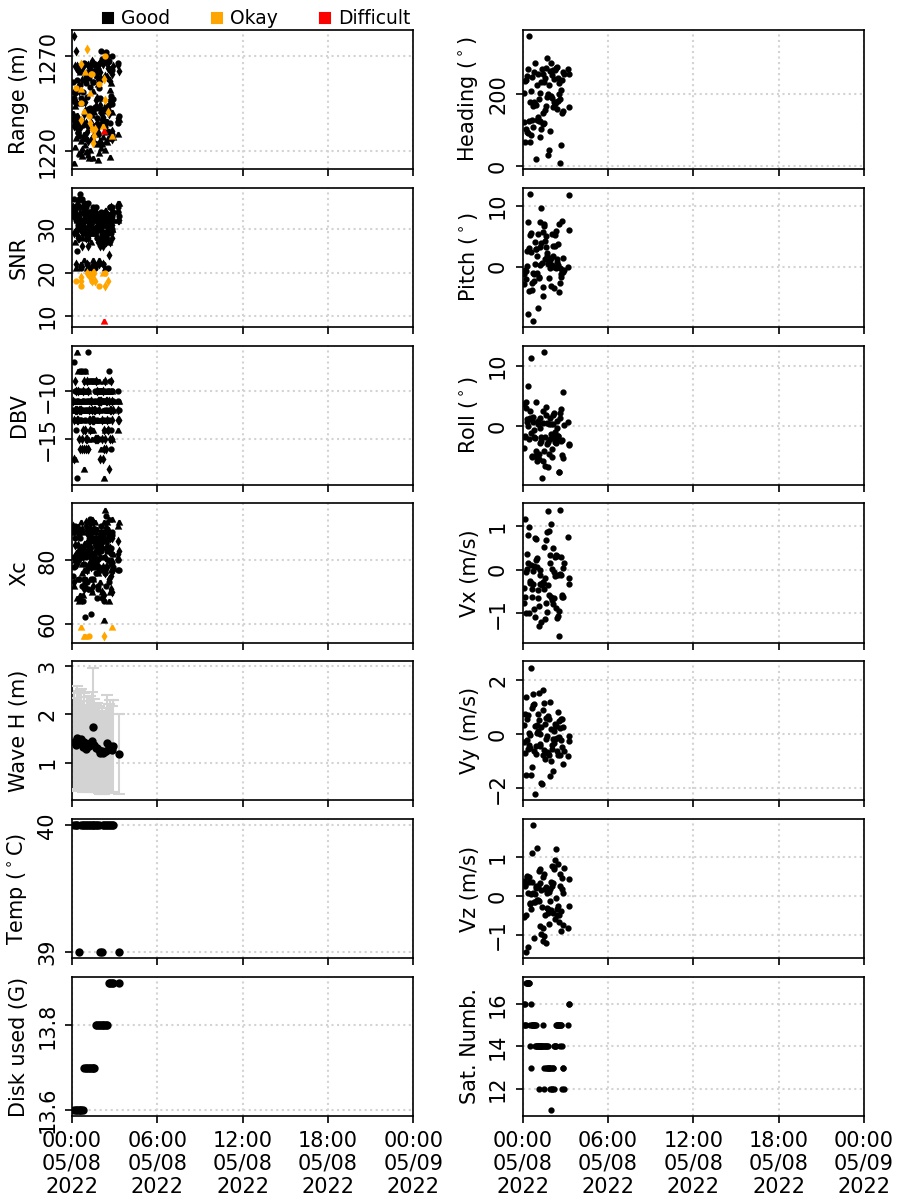 Good Okay Difficult
Range (m)
1270
1220
Heading (°)
200
0
SNR
30
20
10
Pitch (°)
10
0
DBV
−10
−15
Roll (°)
10
0
Xc
80
60
Vx (m/s)
1
0
−1
Wave H (m)
3
2
1
Vy (m/s)
2
0
−2
Temp (°C)
40
39
Vz (m/s)
1
0
−1
Disk used (G)
13.8
13.6
Sat. Numb.
16
14
12
00:00 06:00 12:00 18:00 00:00
05/08 05/08 05/08 05/08 05/09
2022 2022 2022 2022 2022
00:00 06:00 12:00 18:00 00:00
05/08 05/08 05/08 05/08 05/09
2022 2022 2022 2022 2022